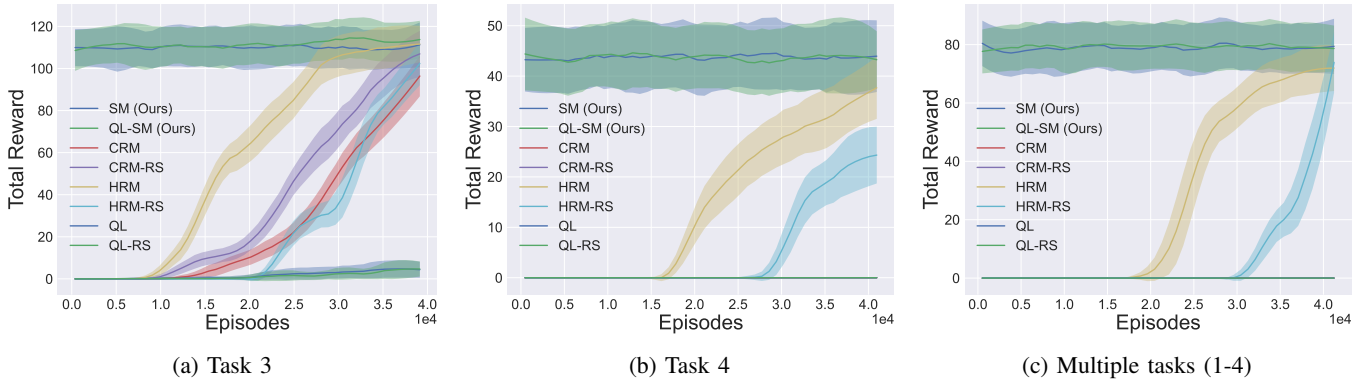 Total Reward
120
100
80
60
40
20
0
SM (Ours)
QL-SM (Ours)
CRM
CRM-RS
HRM
HRM-RS
QL
QL-RS
0.0 0.5 1.0 1.5 2.0 2.5 3.0 3.5 4.0
1e4
Episodes
(a) Task 3
Total Reward
50
40
30
20
10
0
SM (Ours)
QL-SM (Ours)
CRM
CRM-RS
HRM
HRM-RS
QL
QL-RS
0.0 0.5 1.0 1.5 2.0 2.5 3.0 3.5 4.0
1e4
Episodes
(b) Task 4
Total Reward
80
60
40
20
0
SM (Ours)
QL-SM (Ours)
CRM
CRM-RS
HRM
HRM-RS
QL
QL-RS
0.0 0.5 1.0 1.5 2.0 2.5 3.0 3.5 4.0
1e4
Episodes
(c) Multiple tasks (1-4)